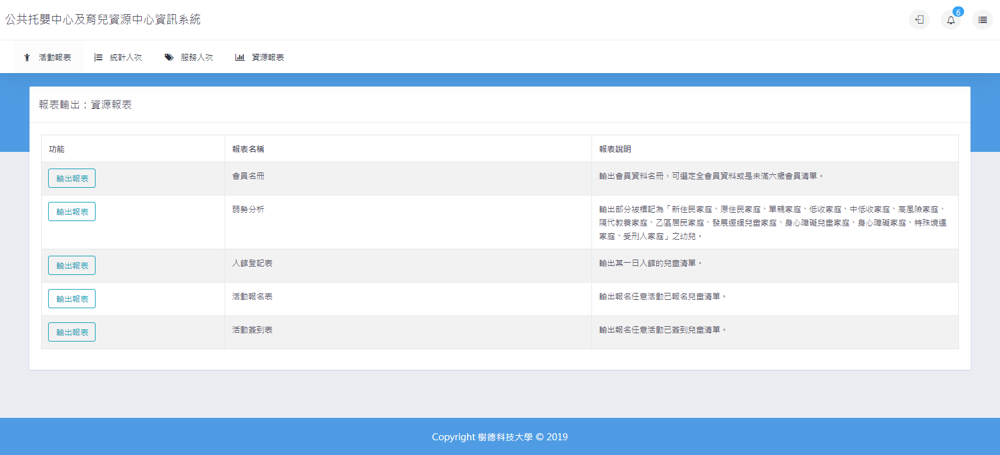 公共托嬰中心及育兒資源中心資訊系統
6
活動報表
統計人次
服務人次
資源報表
報表輸出：資源報表
功能
報表名稱
報表說明
輸出報表
會員名冊
輸出會員資料名冊，可選定全會員資料或是未滿六歲會員清單。
輸出報表
弱勢分析
輸出部分被標記為「新住民家庭、原住民家庭、單親家庭、低收家庭、中低收家庭、高風險家庭、
隔代教養家庭、乙區居民家庭、發展遲緩兒童家庭、身心障礙兒童家庭、身心障礙家庭、特殊境遇
家庭、受刑人家庭」之幼兒。
輸出報表
入館登記表
輸出某一日入館的兒童清單。
輸出報表
活動報名表
輸出報名任意活動已報名兒童清單。
輸出報表
活動簽到表
輸出報名任意活動已簽到兒童清單。
Copyright 樹德科技大學 © 2019